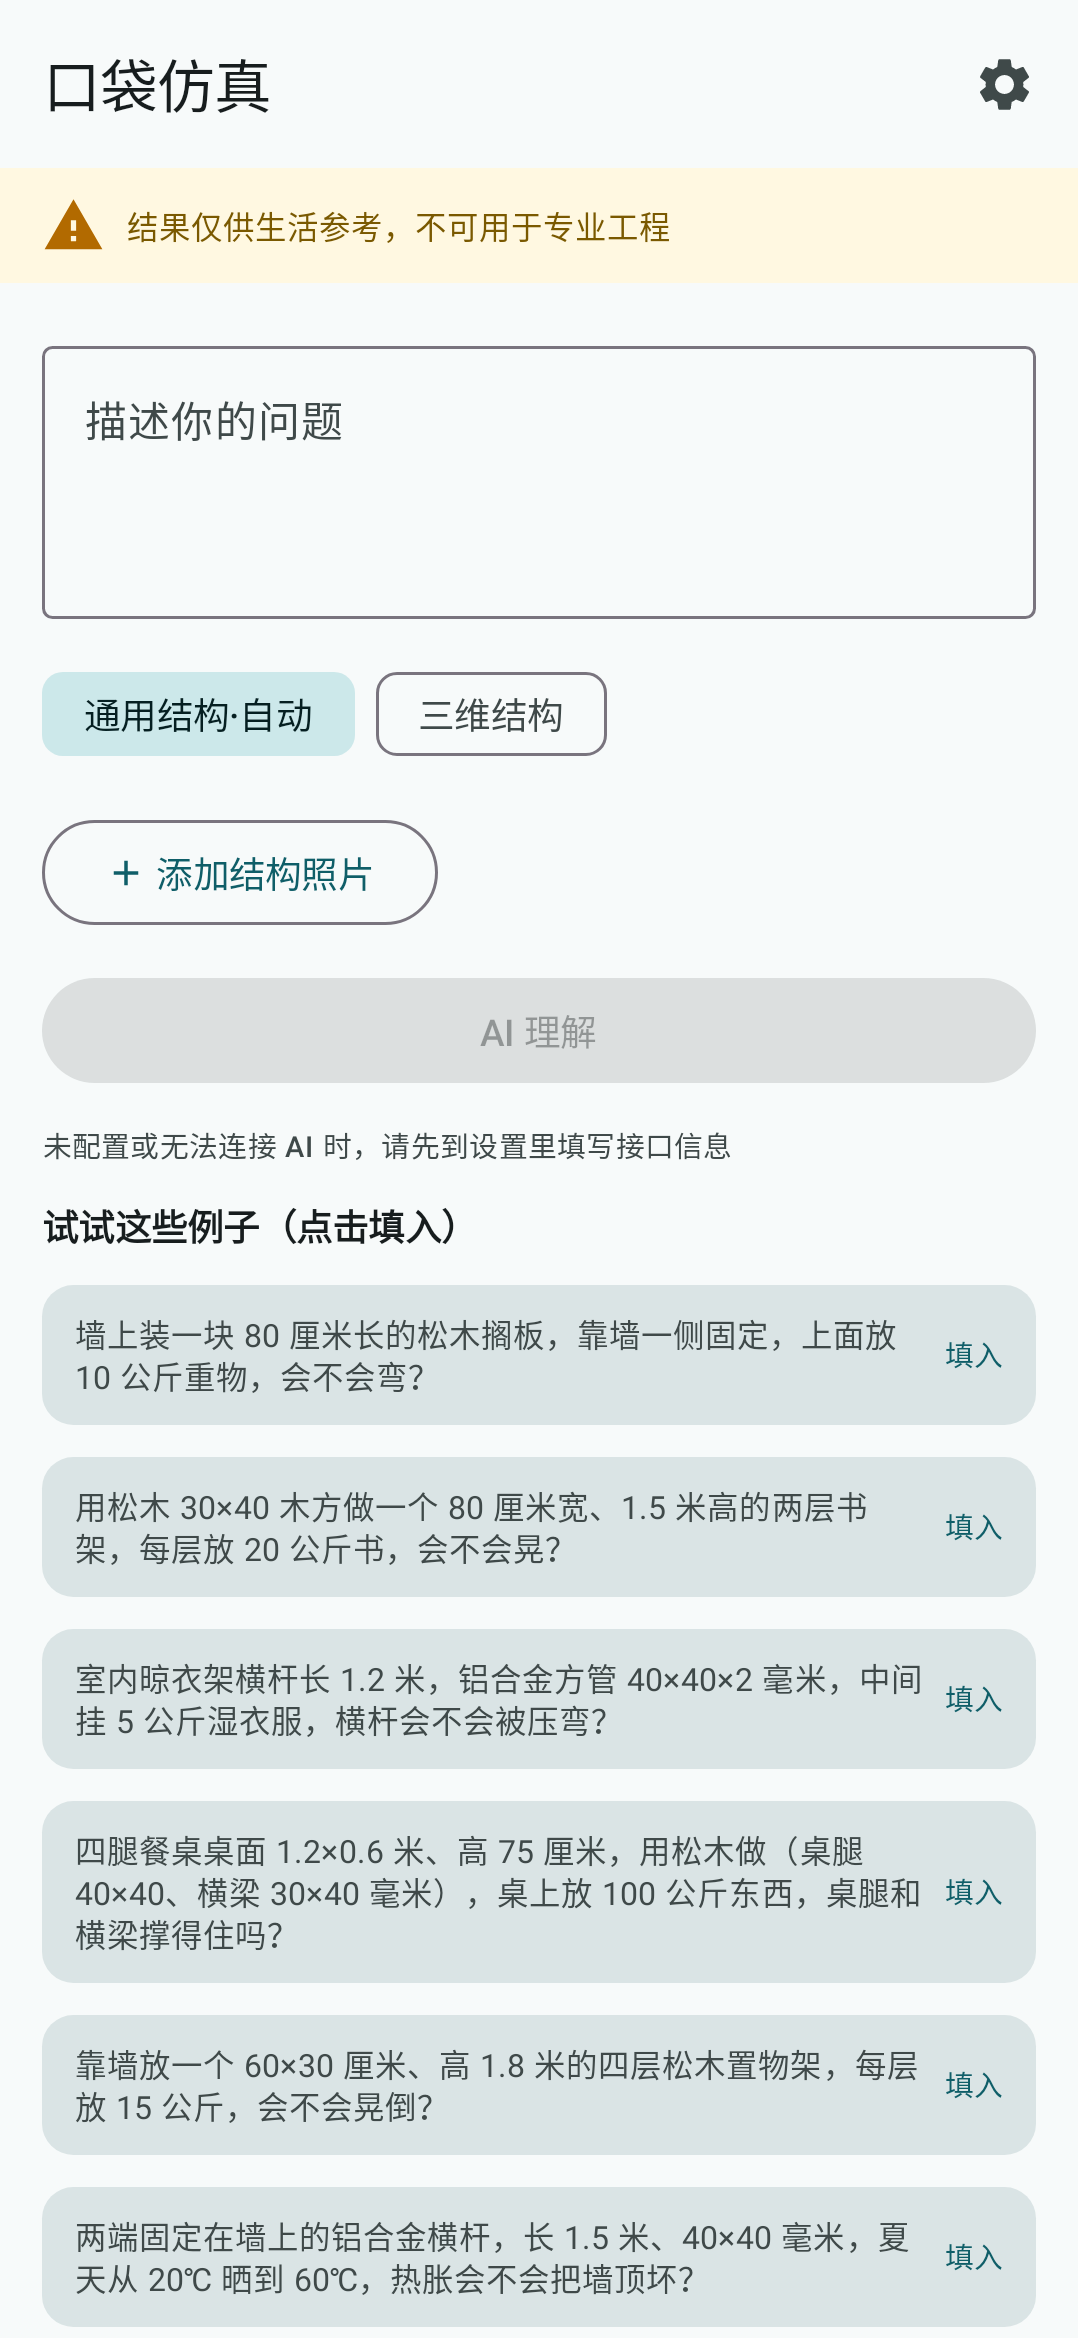 口袋仿真
结果仅供生活参考，不可用于专业工程
描述你的问题
通用结构·自动
三维结构
+ 添加结构照片
AI 理解
未配置或无法连接 AI 时，请先到设置里填写接口信息
试试这些例子（点击填入）
墙上装一块 80 厘米长的松木搁板，靠墙一侧固定，上面放
10 公斤重物，会不会弯？
填入
用松木 30×40 木方做一个 80 厘米宽、1.5 米高的两层书
架，每层放 20 公斤书，会不会晃？
填入
室内晾衣架横杆长 1.2 米，铝合金方管 40×40×2 毫米，中间
挂 5 公斤湿衣服，横杆会不会被压弯？
填入
四腿餐桌桌面 1.2×0.6 米、高 75 厘米，用松木做（桌腿
40×40、横梁 30×40 毫米），桌上放 100 公斤东西，桌腿和
横梁撑得住吗？
填入
靠墙放一个 60×30 厘米、高 1.8 米的四层松木置物架，每层
放 15 公斤，会不会晃倒？
填入
两端固定在墙上的铝合金横杆，长 1.5 米、40×40 毫米，夏
天从 20℃ 晒到 60℃，热胀会不会把墙顶坏？
填入